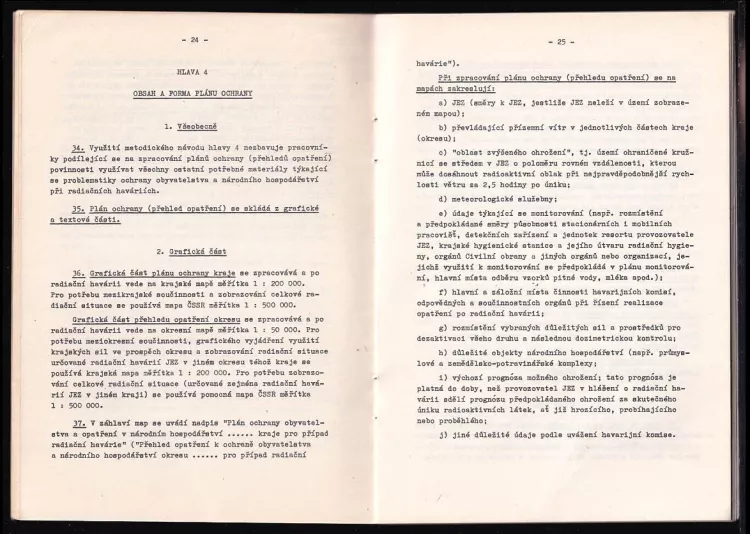 - 24 -
HLAVA 4
OBSAH A FORMA PLÁNU OCHRANY
1. Všeobecně
34. Využití metodického návodu hlavy 4 nezbavuje pracovní-
ky podílející se na zpracování plánů ochrany (přehledů opatření)
povinnosti využívat všechny ostatní potřebné materiály týkající
se problematiky ochrany obyvatelstva a národního hospodářství
při radiačních haváriích.
35. Plán ochrany (přehled opatření) se skládá z grafické
a textové části.
2. Grafická část
36. Grafická část plánu ochrany kraje se zpracovává a po
radiační havárii vede na krajské mapě měřítka 1 : 200 000.
Pro potřebu mezikrajské součinnosti a zobrazování celkové ra-
diační situace se používá mapa ČSSR měřítka 1 : 500 000.
Grafická část přehledu opatření okresu se zpracovává a po
radiační havárii vede na okresní mapě měřítka 1 : 50 000. Pro
potřebu meziokresní součinnosti, grafického vyjádření využití
krajských sil ve prospěch okresu a zobrazování radiační situace
určované radiační havárií JEZ v jiném okresu téhož kraje se
používá krajská mapa měřítka 1 : 200 000. Pro potřebu zobrazo-
vání celkové radiační situace (určované zejména radiační havá-
rií JEZ v jiném kraji) se používá pomocná mapa ČSSR měřítka
1 : 500 000.
37. V záhlaví map se uvádí nadpis "Plán ochrany obyvatel-
stva a opatření v národním hospodářství ...... kraje pro případ
radiační havárie" ("Přehled opatření k ochraně obyvatelstva
a národního hospodářství okresu ...... pro případ radiační
- 25 -
havárie").
Při zpracování plánu ochrany (přehledu opatření) se na
mapách zakreslují:
a) JEZ (směry k JEZ, jestliže JEZ neleží v území zobraze-
ném mapou);
b) převládající přízemní vítr v jednotlivých částech kraje
(okresu);
c) "oblast zvýšeného ohrožení", tj. území ohraničené kruž-
nicí se středem v JEZ o poloměru rovném vzdálenosti, kterou
může dosáhnout radioaktivní oblak při nejpravděpodobnější rych-
losti větru za 2,5 hodiny po úniku;
d) meteorologické služebny;
e) údaje týkající se monitorování (např. rozmístění
a předpokládané směry působnosti stacionárních i mobilních
pracovišť, detekčních zařízení a jednotek resortu provozovatele
JEZ, krajské hygienické stanice a jejího útvaru radiační hygie-
ny, orgánů Civilní obrany a jiných orgánů nebo organizací, je-
jichž využití k monitorování se předpokládá v plánu monitorová-
ní, hlavní místa odběru vzorků pitné vody, mléka apod.);
f) hlavní a záložní místa činnosti havarijních komisí,
odpovědných a součinnostních orgánů při řízení realizace
opatření po radiační havárii;
g) rozmístění vybraných důležitých sil a prostředků pro
dezaktivaci všeho druhu a následnou dozimetrickou kontrolu;
h) důležité objekty národního hospodářství (např. průmys-
lové a zemědělsko-potravinářské komplexy;
i) výchozí prognóza možného ohrožení; tato prognóza je
platná do doby, než provozovatel JEZ v hlášení o radiační ha-
várii sdělí prognózu předpokládaného ohrožení za skutečného
úniku radioaktivních látek, ať již hrozícího, probíhajícího
nebo proběhlého;
j) jiné důležité údaje podle uvážení havarijní komise.